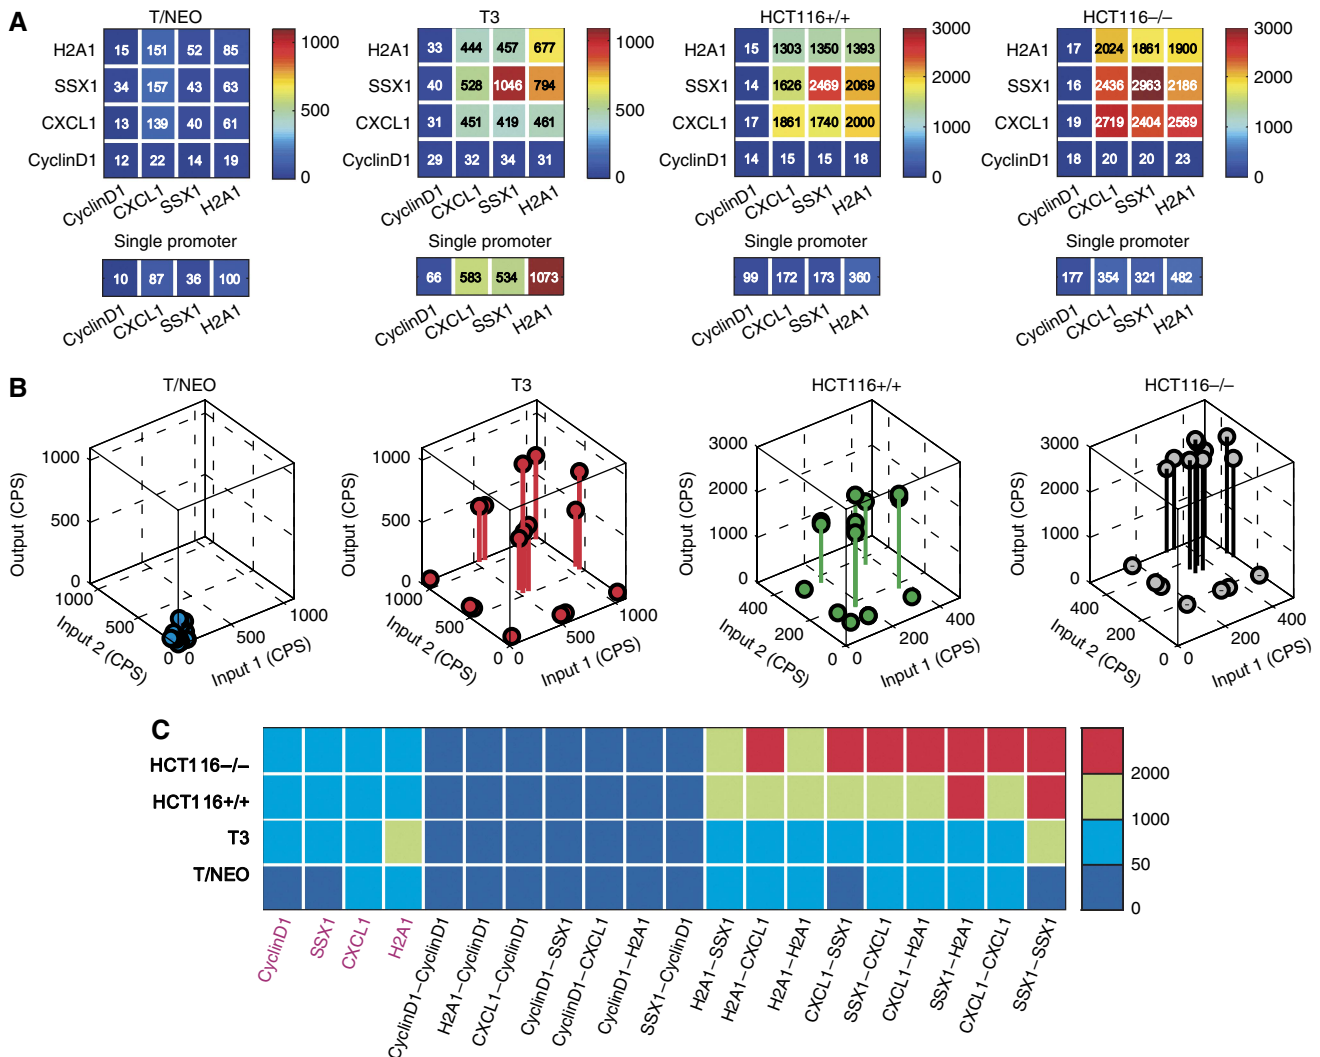 A
T/NEO
T3
HCT116+/+
HCT116–/–
H2A1 15 151 52 85
SSX1 34 157 43 63
CXCL1 13 139 40 61
CyclinD1 12 22 14 19
CyclinD1 CXCL1 SSX1 H2A1
1000
500
0
H2A1 33 444 457 677
SSX1 40 528 1046 794
CXCL1 31 451 419 461
CyclinD1 29 32 34 31
CyclinD1 CXCL1 SSX1 H2A1
1000
500
0
H2A1 15 1303 1350 1393
SSX1 14 1626 2469 2069
CXCL1 17 1861 1740 2000
CyclinD1 14 15 15 18
CyclinD1 CXCL1 SSX1 H2A1
3000
2000
1000
0
H2A1 17 2024 1861 1900
SSX1 16 2436 2963 2186
CXCL1 19 2719 2404 2569
CyclinD1 18 20 20 23
CyclinD1 CXCL1 SSX1 H2A1
3000
2000
1000
0
Single promoter
10 87 36 100
CyclinD1 CXCL1 SSX1 H2A1
Single promoter
66 583 534 1073
CyclinD1 CXCL1 SSX1 H2A1
Single promoter
99 172 173 360
CyclinD1 CXCL1 SSX1 H2A1
Single promoter
177 354 321 482
CyclinD1 CXCL1 SSX1 H2A1
B
T/NEO
Output (CPS)
1000
500
0
1000
500
0
Input 2 (CPS)
0
500
1000
Input 1 (CPS)
T3
Output (CPS)
1000
500
0
1000
500
0
Input 2 (CPS)
0
500
1000
Input 1 (CPS)
HCT116+/+
Output (CPS)
3000
2000
1000
0
400
200
0
Input 2 (CPS)
0
200
400
Input 1 (CPS)
HCT116–/–
Output (CPS)
3000
2000
1000
0
400
200
0
Input 2 (CPS)
0
200
400
Input 1 (CPS)
C
HCT116–/–
HCT116+/+
T3
T/NEO
2000
1000
50
0
CyclinD1
SSX1
CXCL1
H2A1
CyclinD1–CyclinD1
H2A1–CyclinD1
CXCL1–CyclinD1
CyclinD1–SSX1
CyclinD1–CXCL1
CyclinD1–H2A1
SSX1–CyclinD1
H2A1–SSX1
H2A1–CXCL1
H2A1–H2A1
CXCL1–SSX1
SSX1–CXCL1
CXCL1–H2A1
SSX1–H2A1
CXCL1–CXCL1
SSX1–SSX1